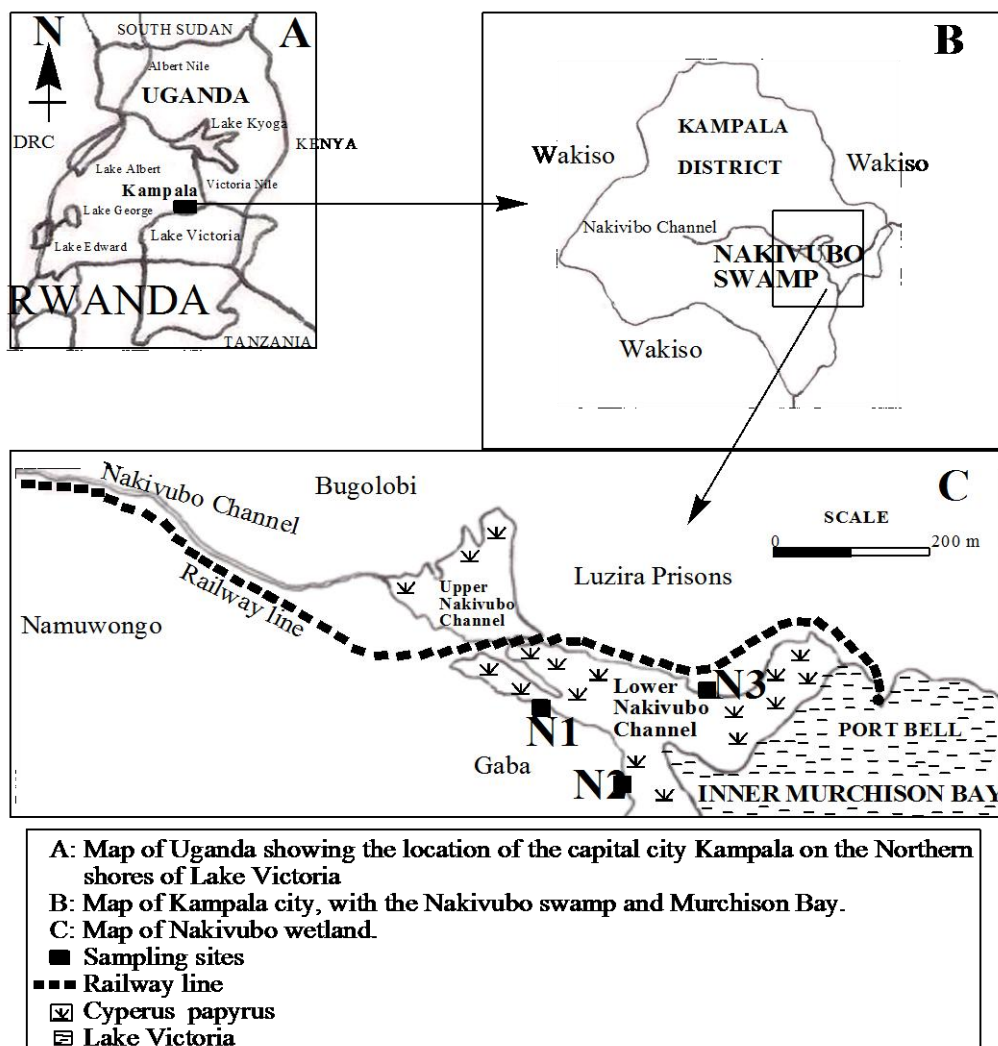 N
A
SOUTH SUDAN
Albert Nile
UGANDA
Lake Kyoga
DRC
KENYA
Lake Albert
Kampala
Victoria Nile
Lake George
Lake Victoria
Lake Edward
RWANDA
TANZANIA
B
KAMPALA
DISTRICT
Wakiso
Wakiso
Nakivibo Channel
NAKIVUBO
SWAMP
Wakiso
C
Nakivubo Channel
Bugolobi
SCALE
0
200 m
Railway line
Upper
Nakivubo
Channel
Luzira Prisons
Namuwongo
Lower
Nakivubo
Channel
N3
N1
PORT BELL
Gaba
N2
INNER MURCHISON BAY
A: Map of Uganda showing the location of the capital city Kampala on the Northern
shores of Lake Victoria
B: Map of Kampala city, with the Nakivubo swamp and Murchison Bay.
C: Map of Nakivubo wetland.
Sampling sites
Railway line
Cyperus papyrus
Lake Victoria